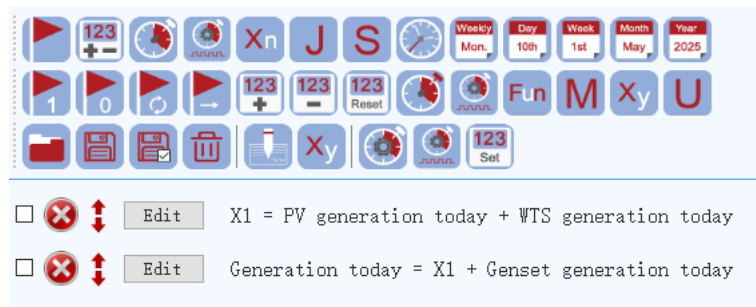 123 Xn J S Weekly Mon. Day 10th Week 1st Month May Year 2025
1 0 123 123 123 Reset Fun M Xy U
Xy 123 Set
Edit X1 = PV generation today + WTS generation today
Edit Generation today = X1 + Genset generation today